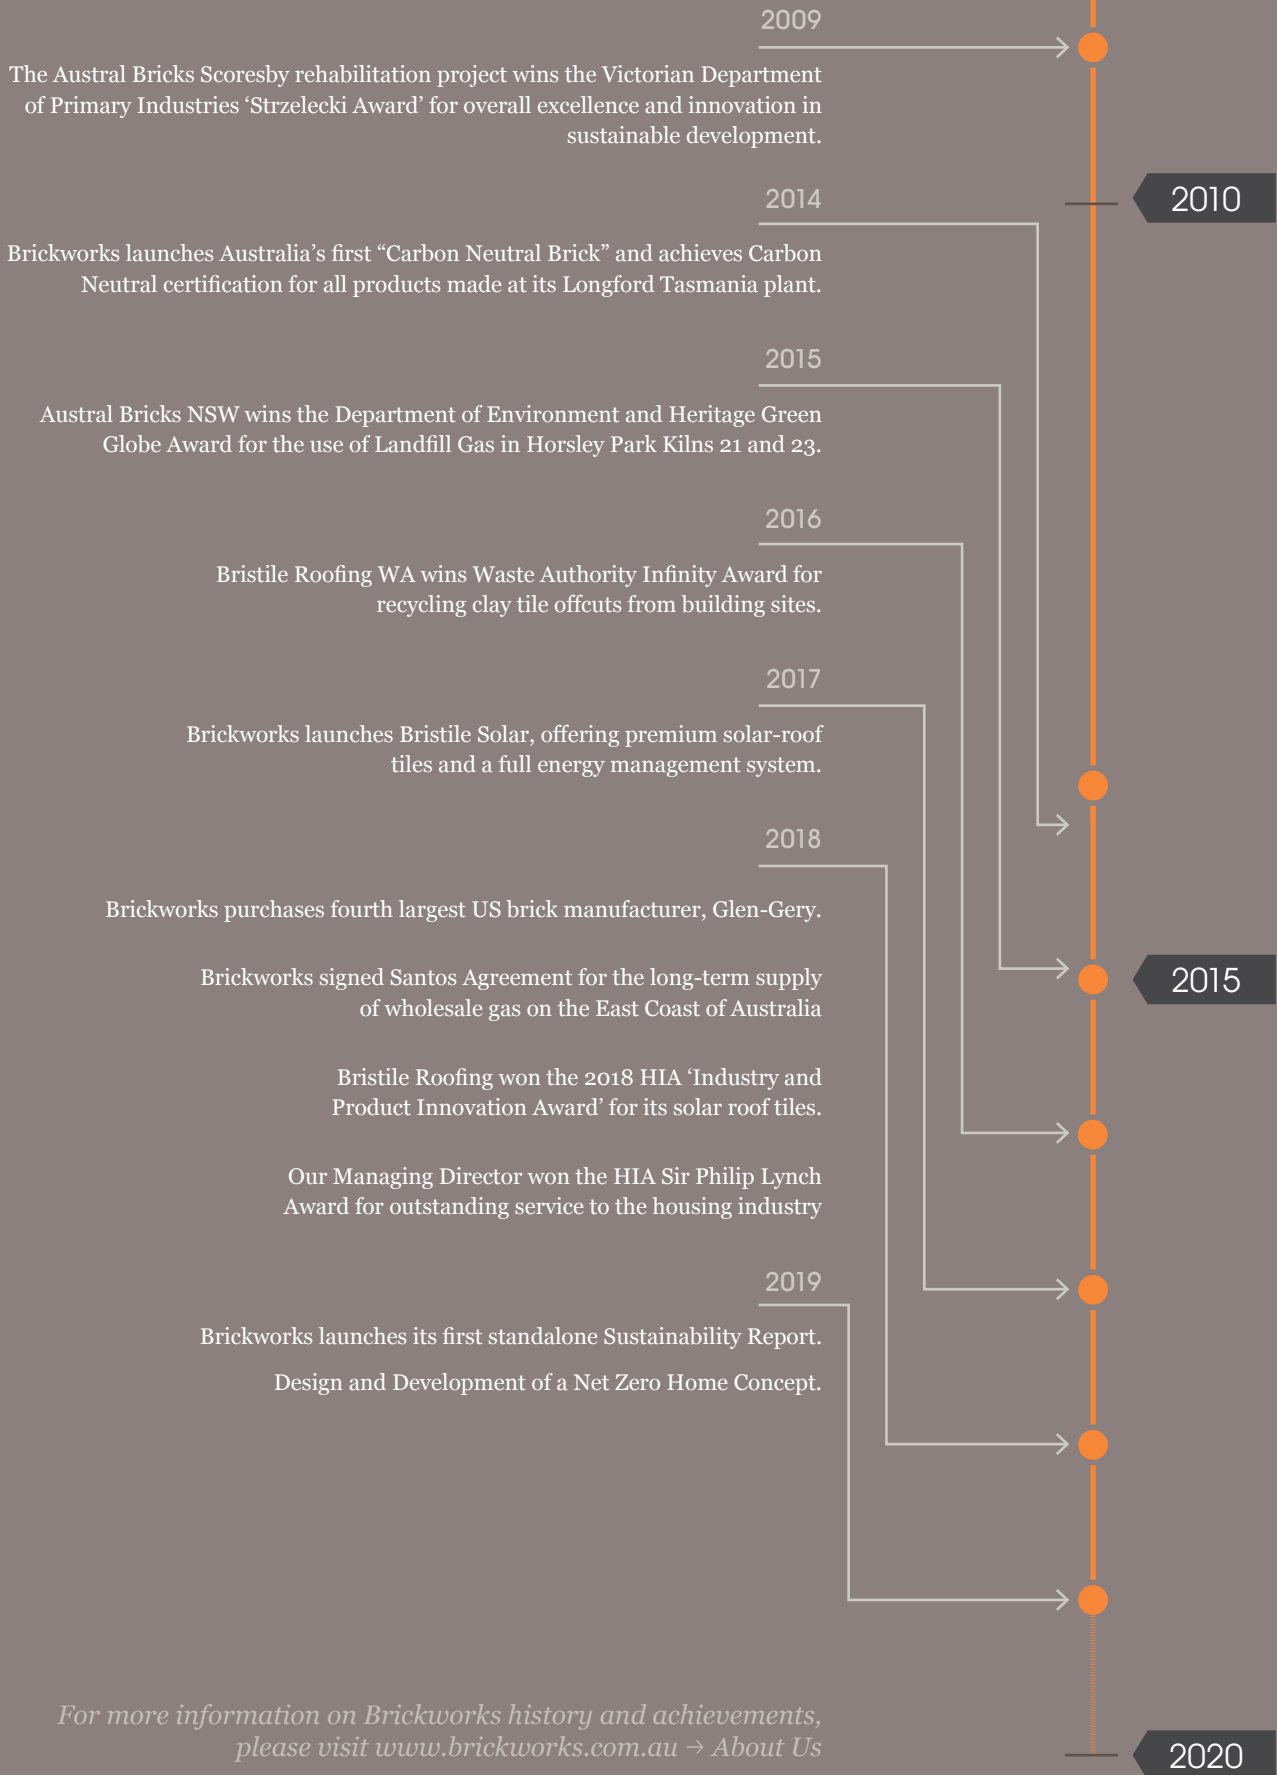 2009
The Austral Bricks Scoresby rehabilitation project wins the Victorian Department
of Primary Industries ‘Strzelecki Award’ for overall excellence and innovation in
sustainable development.
2010
2014
Brickworks launches Australia’s first “Carbon Neutral Brick” and achieves Carbon
Neutral certification for all products made at its Longford Tasmania plant.
2015
Austral Bricks NSW wins the Department of Environment and Heritage Green
Globe Award for the use of Landfill Gas in Horsley Park Kilns 21 and 23.
2016
Bristile Roofing WA wins Waste Authority Infinity Award for
recycling clay tile offcuts from building sites.
2017
Brickworks launches Bristile Solar, offering premium solar-roof
tiles and a full energy management system.
2018
Brickworks purchases fourth largest US brick manufacturer, Glen-Gery.
Brickworks signed Santos Agreement for the long-term supply
of wholesale gas on the East Coast of Australia
2015
Bristile Roofing won the 2018 HIA ‘Industry and
Product Innovation Award’ for its solar roof tiles.
Our Managing Director won the HIA Sir Philip Lynch
Award for outstanding service to the housing industry
2019
Brickworks launches its first standalone Sustainability Report.
Design and Development of a Net Zero Home Concept.
For more information on Brickworks history and achievements,
please visit www.brickworks.com.au → About Us
2020